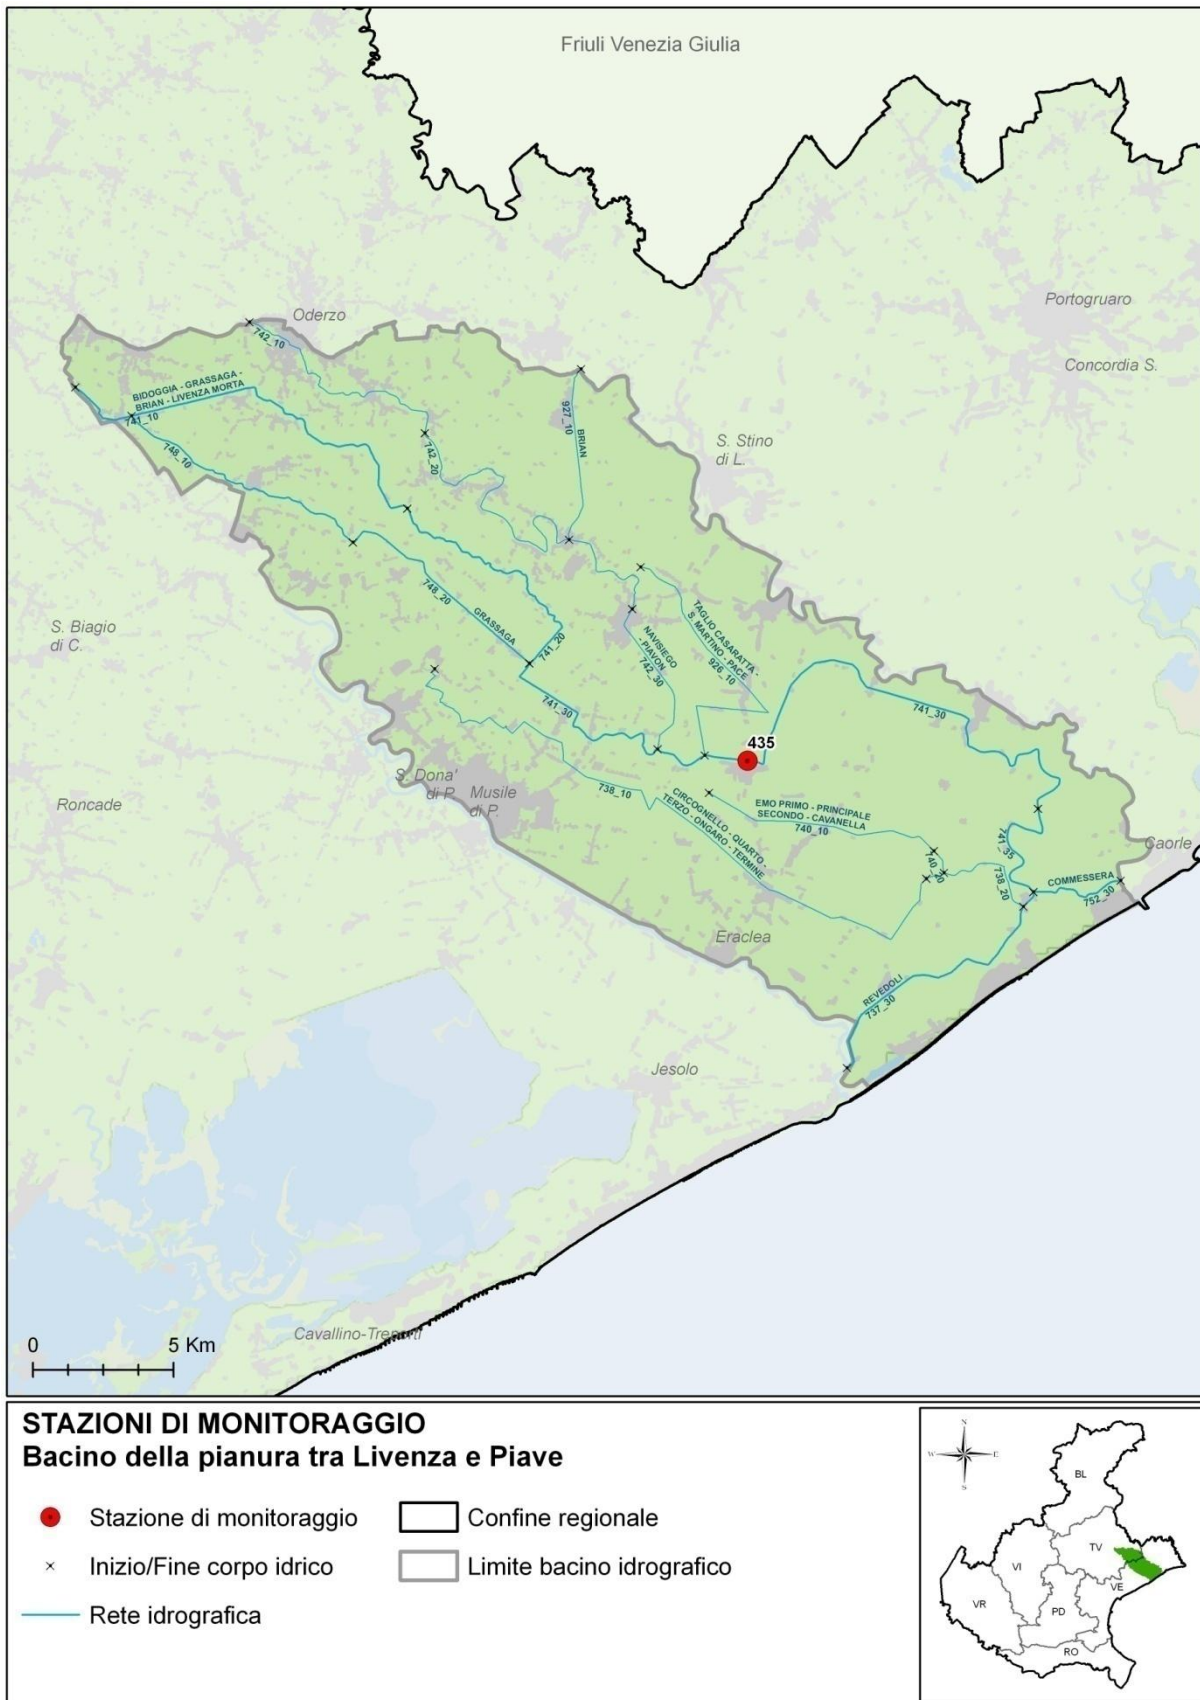 Friuli Venezia Giulia
Portogruaro
Oderzo
742_10
Concordia S.
BIDOGGIA - GRASSAGA -
BRIAN - LIVENZA MORTA
741_10
927_10
BRIAN
748_10
742_20
S. Stino
di L.
748_20
GRASSAGA
741_20
S. Biagio
di C.
NAVISIEGO
- PIAVON
742_30
TAGLIO CASARATTA -
S. MARTINO - PACE
926_10
741_30
741_30
435
S. Dona'
di P.
Musile
di P.
738_10
Roncade
CIRCOGNELLO - QUARTO -
TERZO - ONGARO - TERMINE
EMO PRIMO - PRINCIPALE
SECONDO - CAVANELLA
740_10
740_20
741_35
738_20
Caorle
COMMESSERA
752_30
Eraclea
REVEDOLI
737_30
Jesolo
Cavallino-Treporti
0 5 Km
STAZIONI DI MONITORAGGIO
Bacino della pianura tra Livenza e Piave
Stazione di monitoraggio
Confine regionale
Inizio/Fine corpo idrico
Limite bacino idrografico
Rete idrografica
N
W E
S
BL
TV
VI
VE
VR
PD
RO